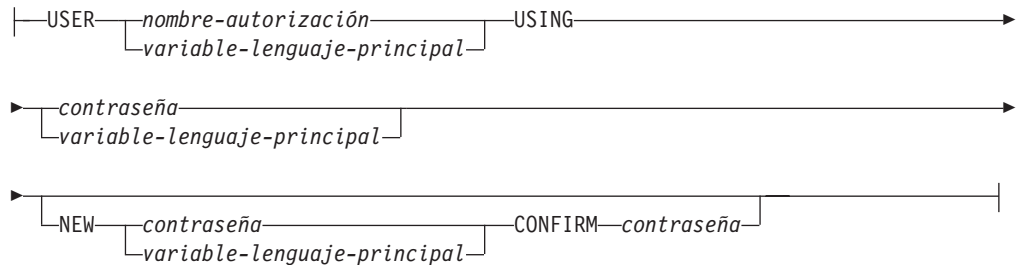 USER nombre-autorización USING
variable-lenguaje-principal
contraseña
variable-lenguaje-principal
NEW contraseña CONFIRM contraseña
variable-lenguaje-principal